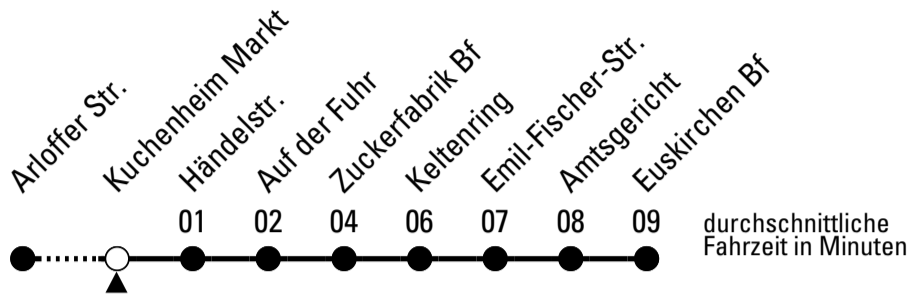 Arloffer Str.
Kuchenheim Markt
Händelstr.
Auf der Fuhr
Zuckerfabrik Bf
Keltenring
Emil-Fischer-Str.
Amtsgericht
Euskirchen Bf
01 02 04 06 07 08 09
durchschnittliche
Fahrzeit in Minuten